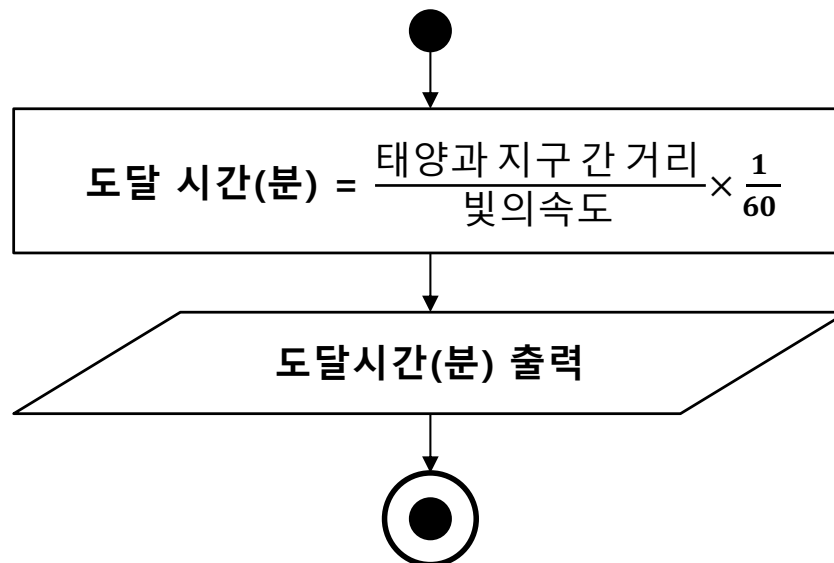 도달 시간(분) = 태양과 지구 간 거리/빛의속도 × 1/60
도달시간(분) 출력